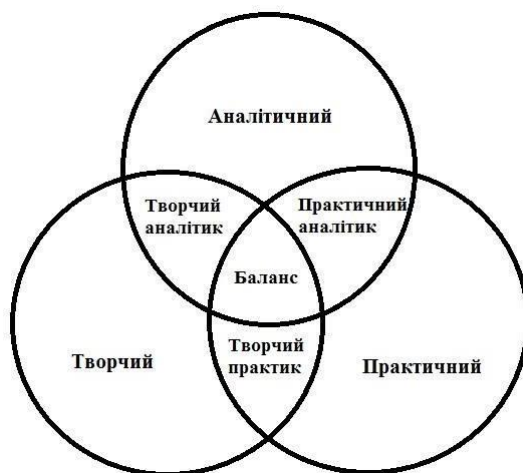 Аналітичний
Творчий
аналітик
Практичний
аналітик
Баланс
Творчий
Творчий
практик
Практичний